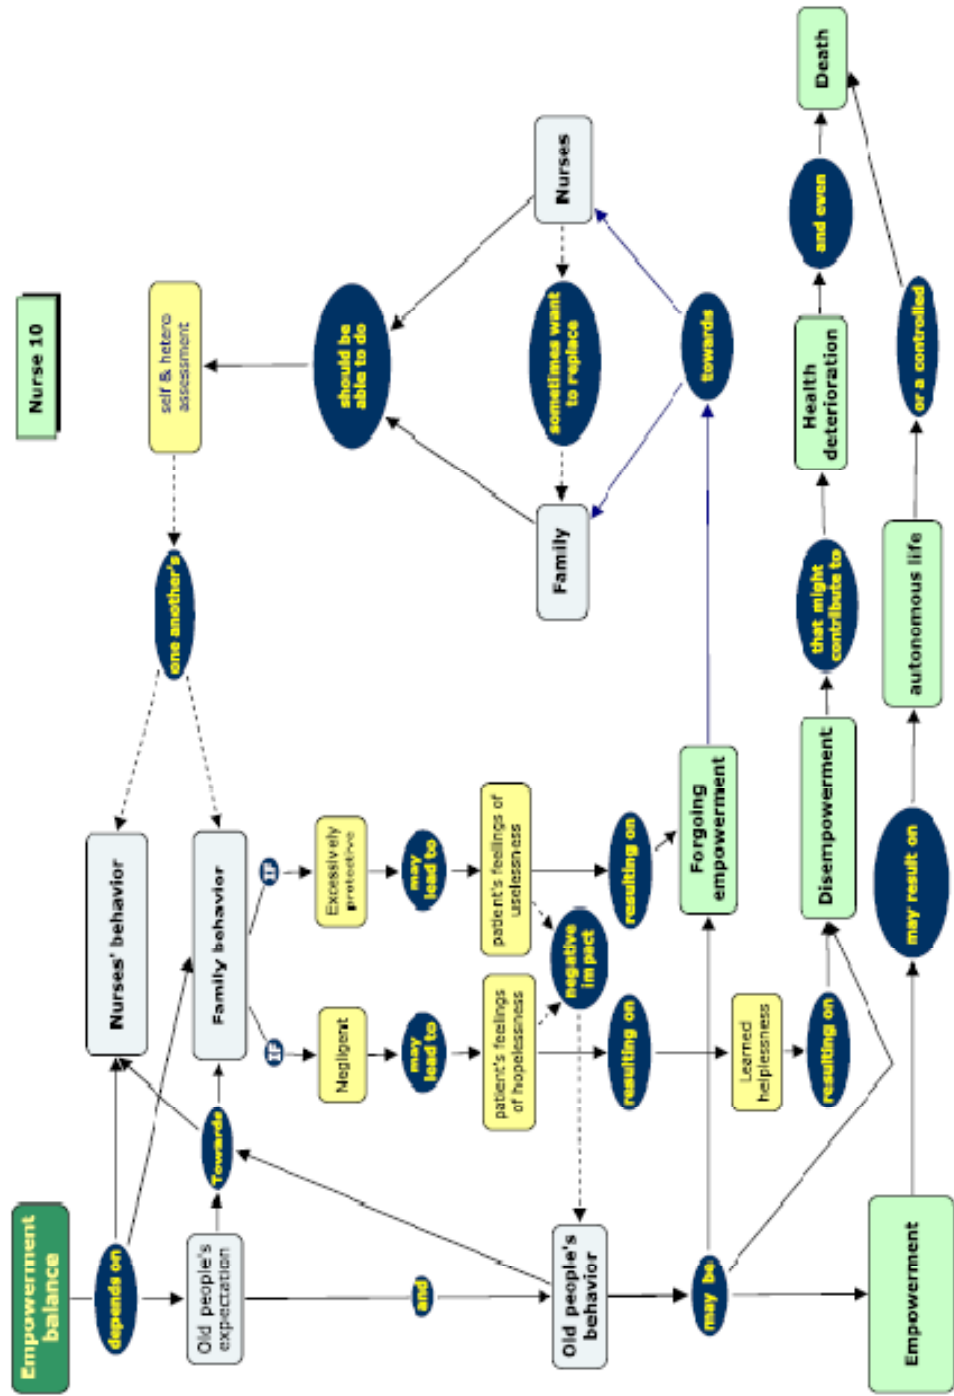 Nurse 10
Empowerment
balance
depends on
Nurses' behavior
one another's
self & hetero
assessment
Old people's
expectation
Towards
Family behavior
IF
IF
Negligent
Excessively
protective
should be
able to do
and
may
lead to
may
lead to
patient's feelings
of hopelessness
patient's feelings of
uselessness
negative
impact
Old people's
behavior
Family
sometimes want
to replace
Nurses
resulting on
resulting on
may be
Forgoing
empowerment
towards
Learned
helplessness
resulting on
Disempowerment
that might
contribute to
Health
deterioration
and ewen
Death
Empowerment
may result on
autonomous life
or a controlled